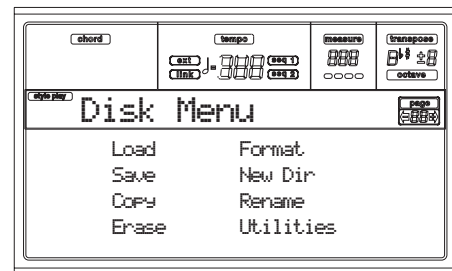 chord tempo measure transpose
ext seq 1
link seq 2
octave
style play
Disk Menu page
Load Format
Save New Dir
Copy Rename
Erase Utilities